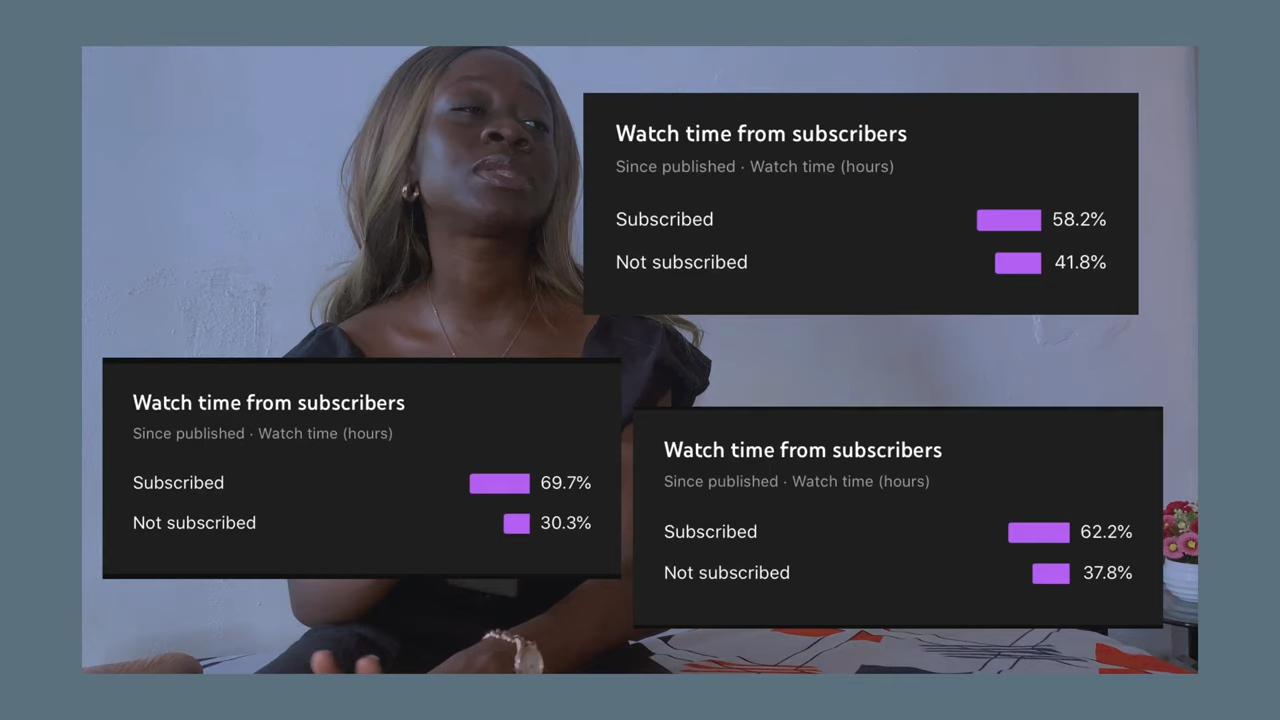 Watch time from subscribers
Since published · Watch time (hours)
Subscribed 58.2%
Not subscribed 41.8%
Watch time from subscribers
Since published · Watch time (hours)
Subscribed 69.7%
Not subscribed 30.3%
Watch time from subscribers
Since published · Watch time (hours)
Subscribed 62.2%
Not subscribed 37.8%